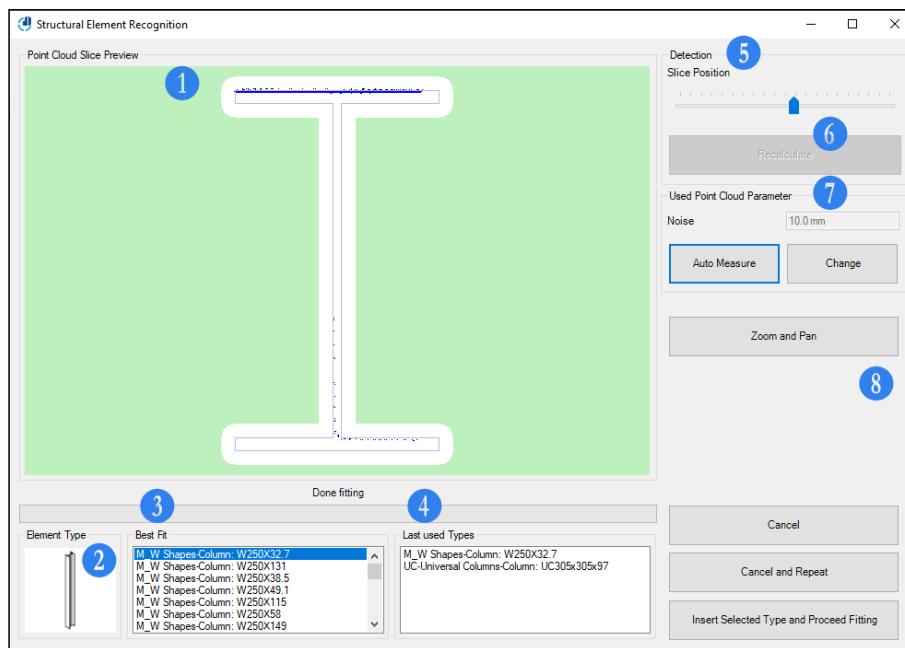 Structural Element Recognition
Point Cloud Slice Preview
1
Detection
5
Slice Position
6
Recalculate
Used Point Cloud Parameter
7
Noise
10.0 mm
Auto Measure
Change
Zoom and Pan
8
Done fitting
3
4
Element Type
2
Best Fit
M_W Shapes-Column: W250X32.7
M_W Shapes-Column: W250X131
M_W Shapes-Column: W250X38.5
M_W Shapes-Column: W250X49.1
M_W Shapes-Column: W250X115
M_W Shapes-Column: W250X58
M_W Shapes-Column: W250X149
Last used Types
M_W Shapes-Column: W250X32.7
UC-Universal Columns-Column: UC305x305x97
Cancel
Cancel and Repeat
Insert Selected Type and Proceed Fitting